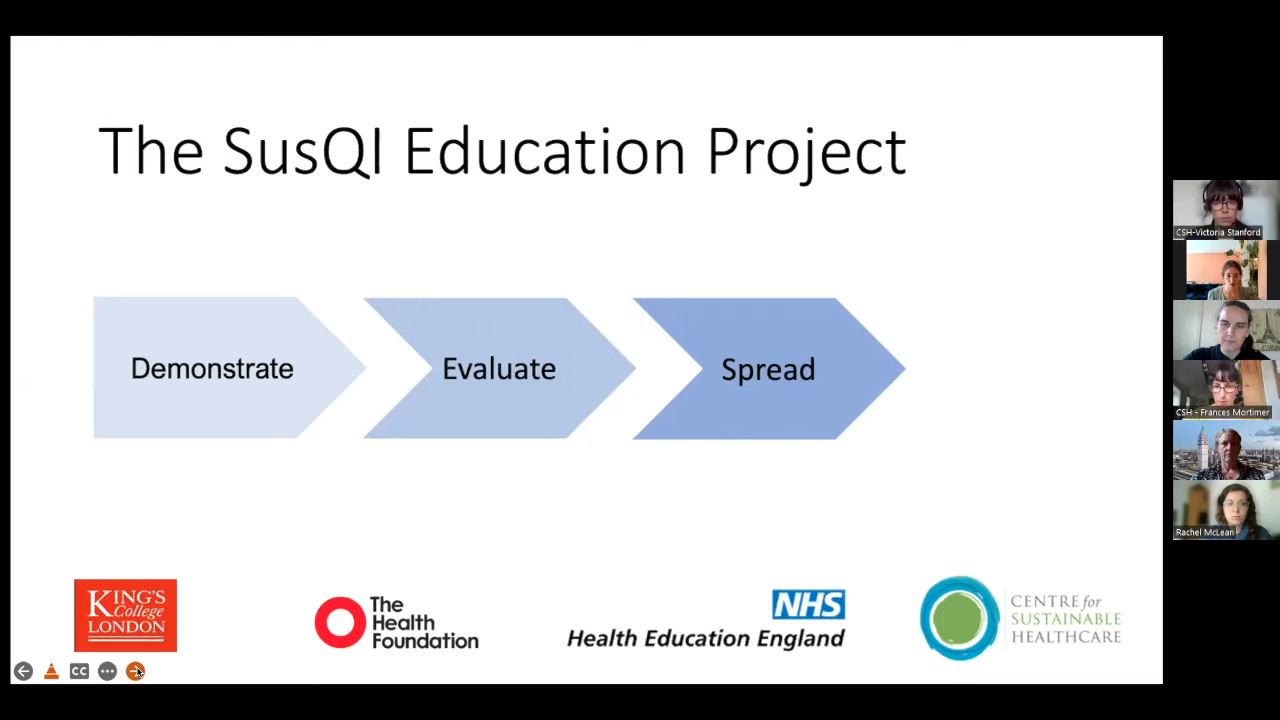 The SusQI Education Project
Demonstrate
Evaluate
Spread
KING'S
College
LONDON
The
Health
Foundation
NHS
Health Education England
CENTRE for
SUSTAINABLE
HEALTHCARE
CC
CSH-Victoria Stanford
CSH - Frances Mortimer
Rachel McLean